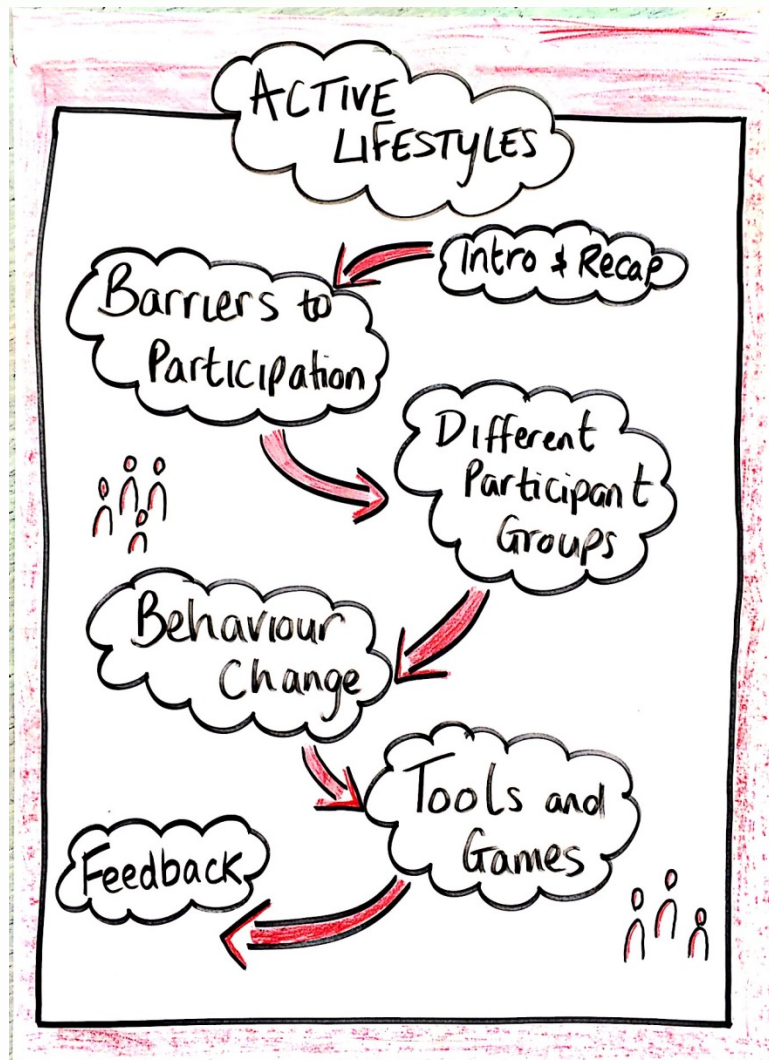 ACTIVE
LIFESTYLES
Intro & Recap
Barriers to
Participation
Different
Participant
Groups
Behaviour
Change
Tools and
Games
Feedback